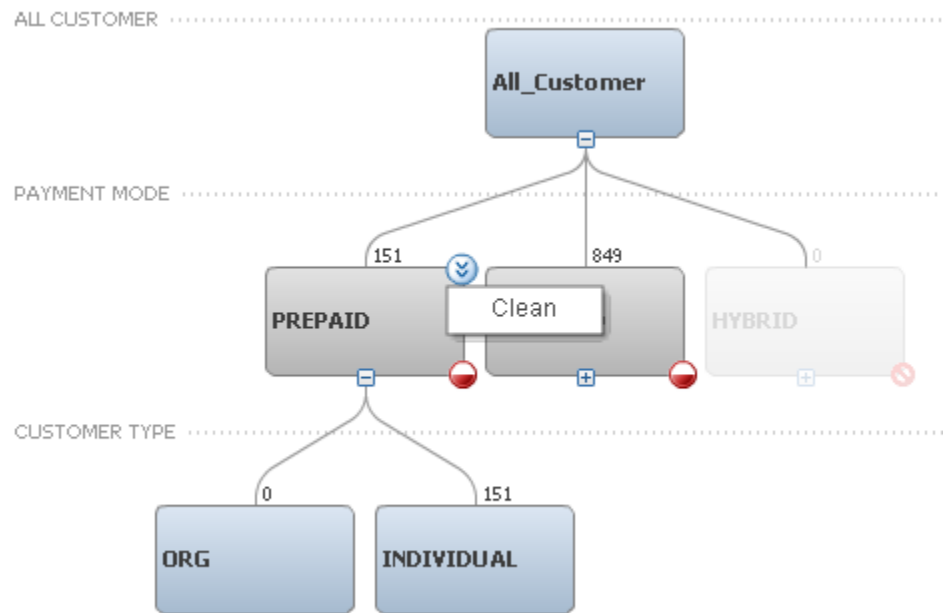 ALL CUSTOMER
All_Customer
PAYMENT MODE
151
849
0
Clean
PREPAID
HYBRID
CUSTOMER TYPE
0
151
ORG
INDIVIDUAL